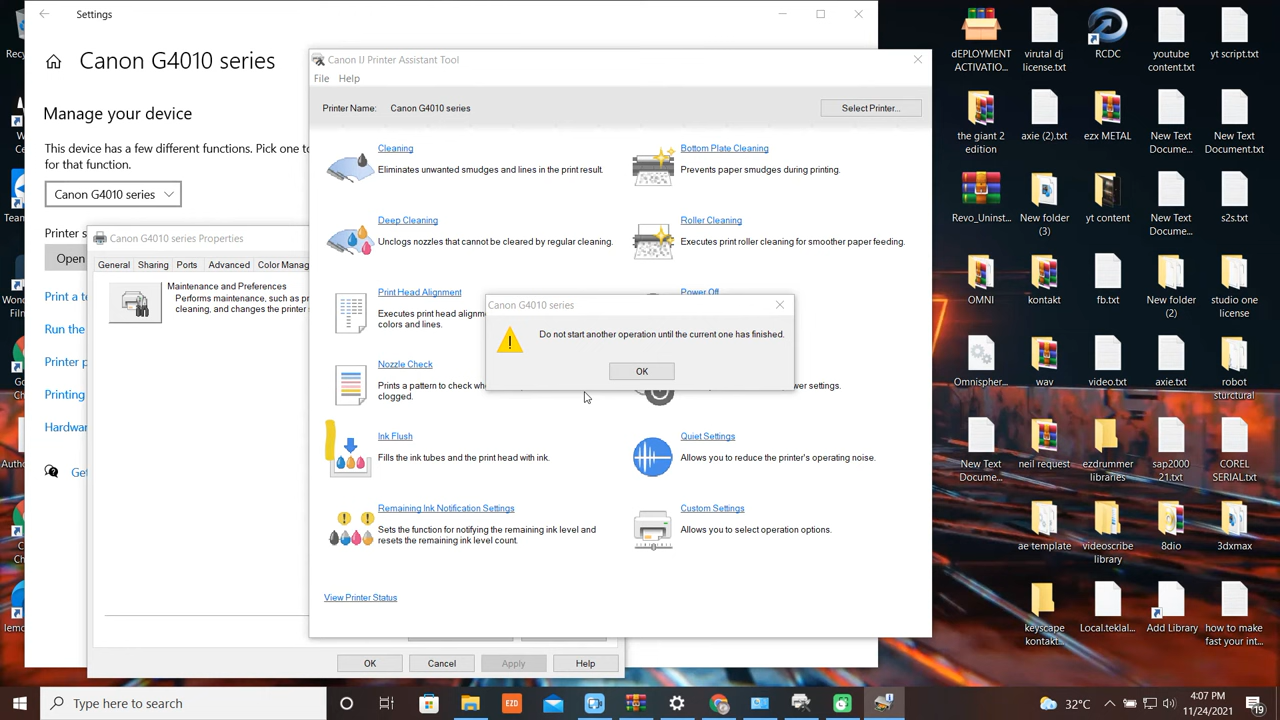 Settings
Canon G4010 series
Manage your device
This device has a few different functions. Pick one to
for that function.
Canon G4010 series
Printer s
Open
Print a t
Run the
Printer p
Printing
Hardwa
Get
Canon G4010 series Properties
General
Sharing
Ports
Advanced
Color Manag
Maintenance and Preferences
Performs maintenance, such as pr
cleaning, and changes the printer s
OK
Cancel
Apply
Help
Canon IJ Printer Assistant Tool
File
Help
Printer Name:
Canon G4010 series
Select Printer...
Cleaning
Eliminates unwanted smudges and lines in the print result.
Bottom Plate Cleaning
Prevents paper smudges during printing.
Deep Cleaning
Unclogs nozzles that cannot be cleared by regular cleaning.
Roller Cleaning
Executes print roller cleaning for smoother paper feeding.
Print Head Alignment
Executes print head alignme
colors and lines.
Power Off
Nozzle Check
Prints a pattern to check whe
clogged.
wer settings.
Ink Flush
Fills the ink tubes and the print head with ink.
Quiet Settings
Allows you to reduce the printer's operating noise.
Remaining Ink Notification Settings
Sets the function for notifying the remaining ink level and
resets the remaining ink level count.
Custom Settings
Allows you to select operation options.
View Printer Status
Canon G4010 series
Do not start another operation until the current one has finished.
OK
dEPLOYMENT
ACTIVATIO...
virutal dj
license.txt
RCDC
youtube
content.txt
yt script.txt
the giant 2
edition
axie (2).txt
ezx METAL
New Text
Document...
New Text
Document.txt
Revo_Uninst...
New folder
(3)
yt content
New Text
Docume...
s2s.txt
OMNI
kontakt
fb.txt
New folder
(2)
studio one
license.txt
Omnisphe...
wav
video.txt
axie.txt
robot
sturctural
New Text
Docume...
neil request
ezdrummer
libraries
sap2000
21.txt
COREL
SERIAL.txt
ae template
videoscribe
library
8dio
3dxmax
keyscape
kontakt...
Local.teklal...
Add Library
how to make
fast your int...
Recy
Team
Won
Autho
lemo
Type here to search
EZD
32°C
4:07 PM
11/24/2021
19